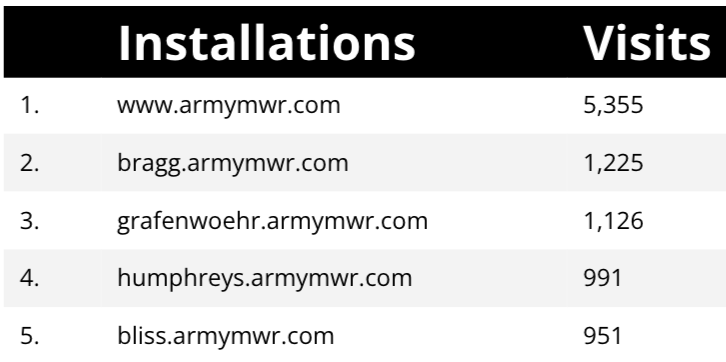 Installations Visits
1. www.armymwr.com 5,355
2. bragg.armymwr.com 1,225
3. grafenwoehr.armymwr.com 1,126
4. humphreys.armymwr.com 991
5. bliss.armymwr.com 951